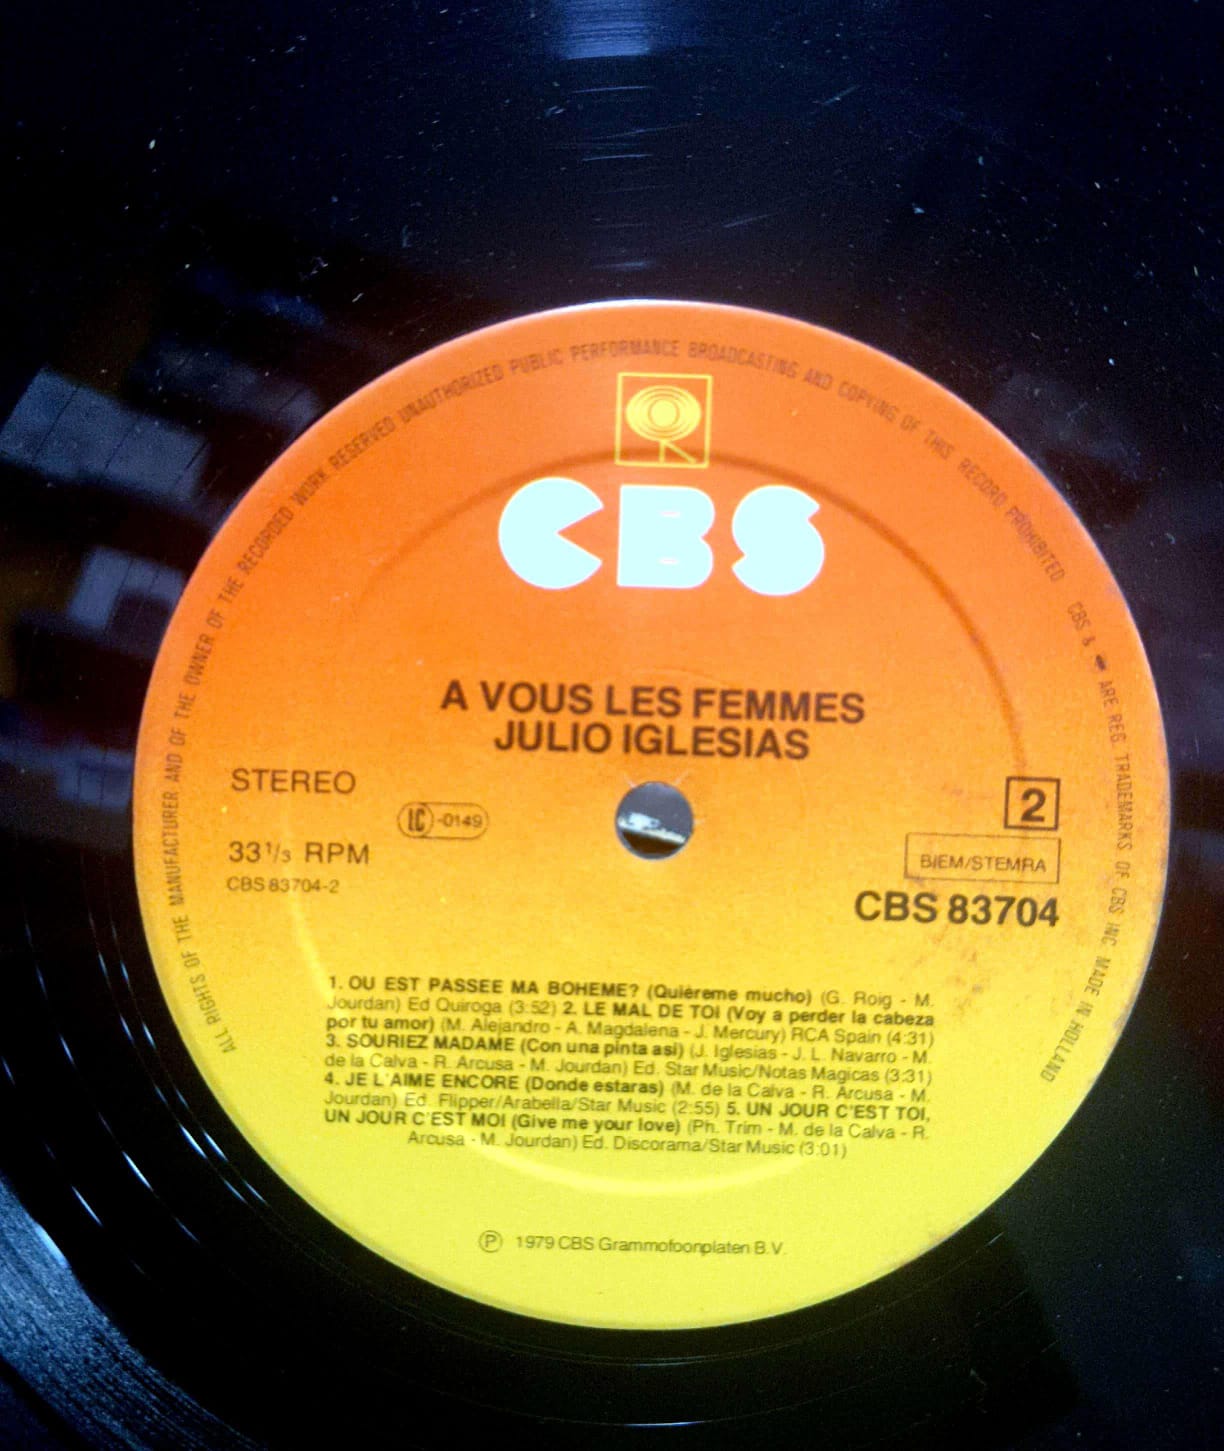 ALL RIGHTS OF THE MANUFACTURER AND OF THE OWNER OF THE RECORDED WORK RESERVED UNAUTHORIZED PUBLIC PERFORMANCE BROADCASTING AND COPYING OF THIS RECORD PROHIBITED CBS & ARE REG. TRADEMARKS OF CBS INC. MADE IN HOLLAND
CBS
A VOUS LES FEMMES
JULIO IGLESIAS
STEREO
2
LC-0149
33 1/3 RPM
BIEM/STEMRA
CBS 83704-2
CBS 83704
1. OU EST PASSEE MA BOHEME? (Quiéreme mucho) (G. Roig - M.
Jourdan) Ed Quiroga (3:52) 2. LE MAL DE TOI (Voy a perder la cabeza
por tu amor) (M. Alejandro - A. Magdalena - J. Mercury) RCA Spain (4:31)
3. SOURIEZ MADAME (Con una pinta asi) (J. Iglesias - J. L. Navarro - M.
de la Calva - R. Arcusa - M. Jourdan) Ed. Star Music/Notas Magicas (3:31)
4. JE L'AIME ENCORE (Donde estaras) (M. de la Calva - R. Arcusa - M.
Jourdan) Ed. Flipper/Arabella/Star Music (2:55) 5. UN JOUR C'EST TOI,
UN JOUR C'EST MOI (Give me your love) (Ph. Trim - M. de la Calva - R.
Arcusa - M. Jourdan) Ed. Discorama/Star Music (3:01)
℗ 1979 CBS Grammofoonplaten B.V.